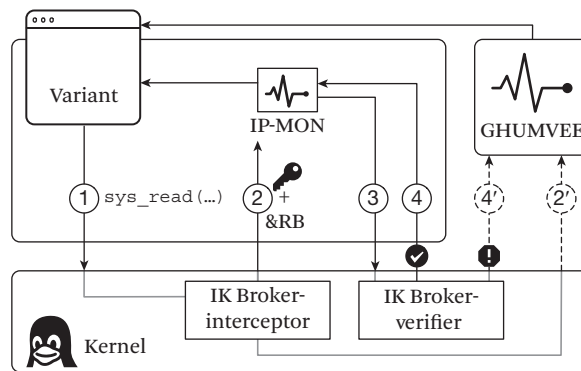 Variant
IP-MON
GHUMVEE
1
sys_read(…)
2
+
&RB
3
4
4′
2′
IK Broker-
interceptor
IK Broker-
verifier
Kernel